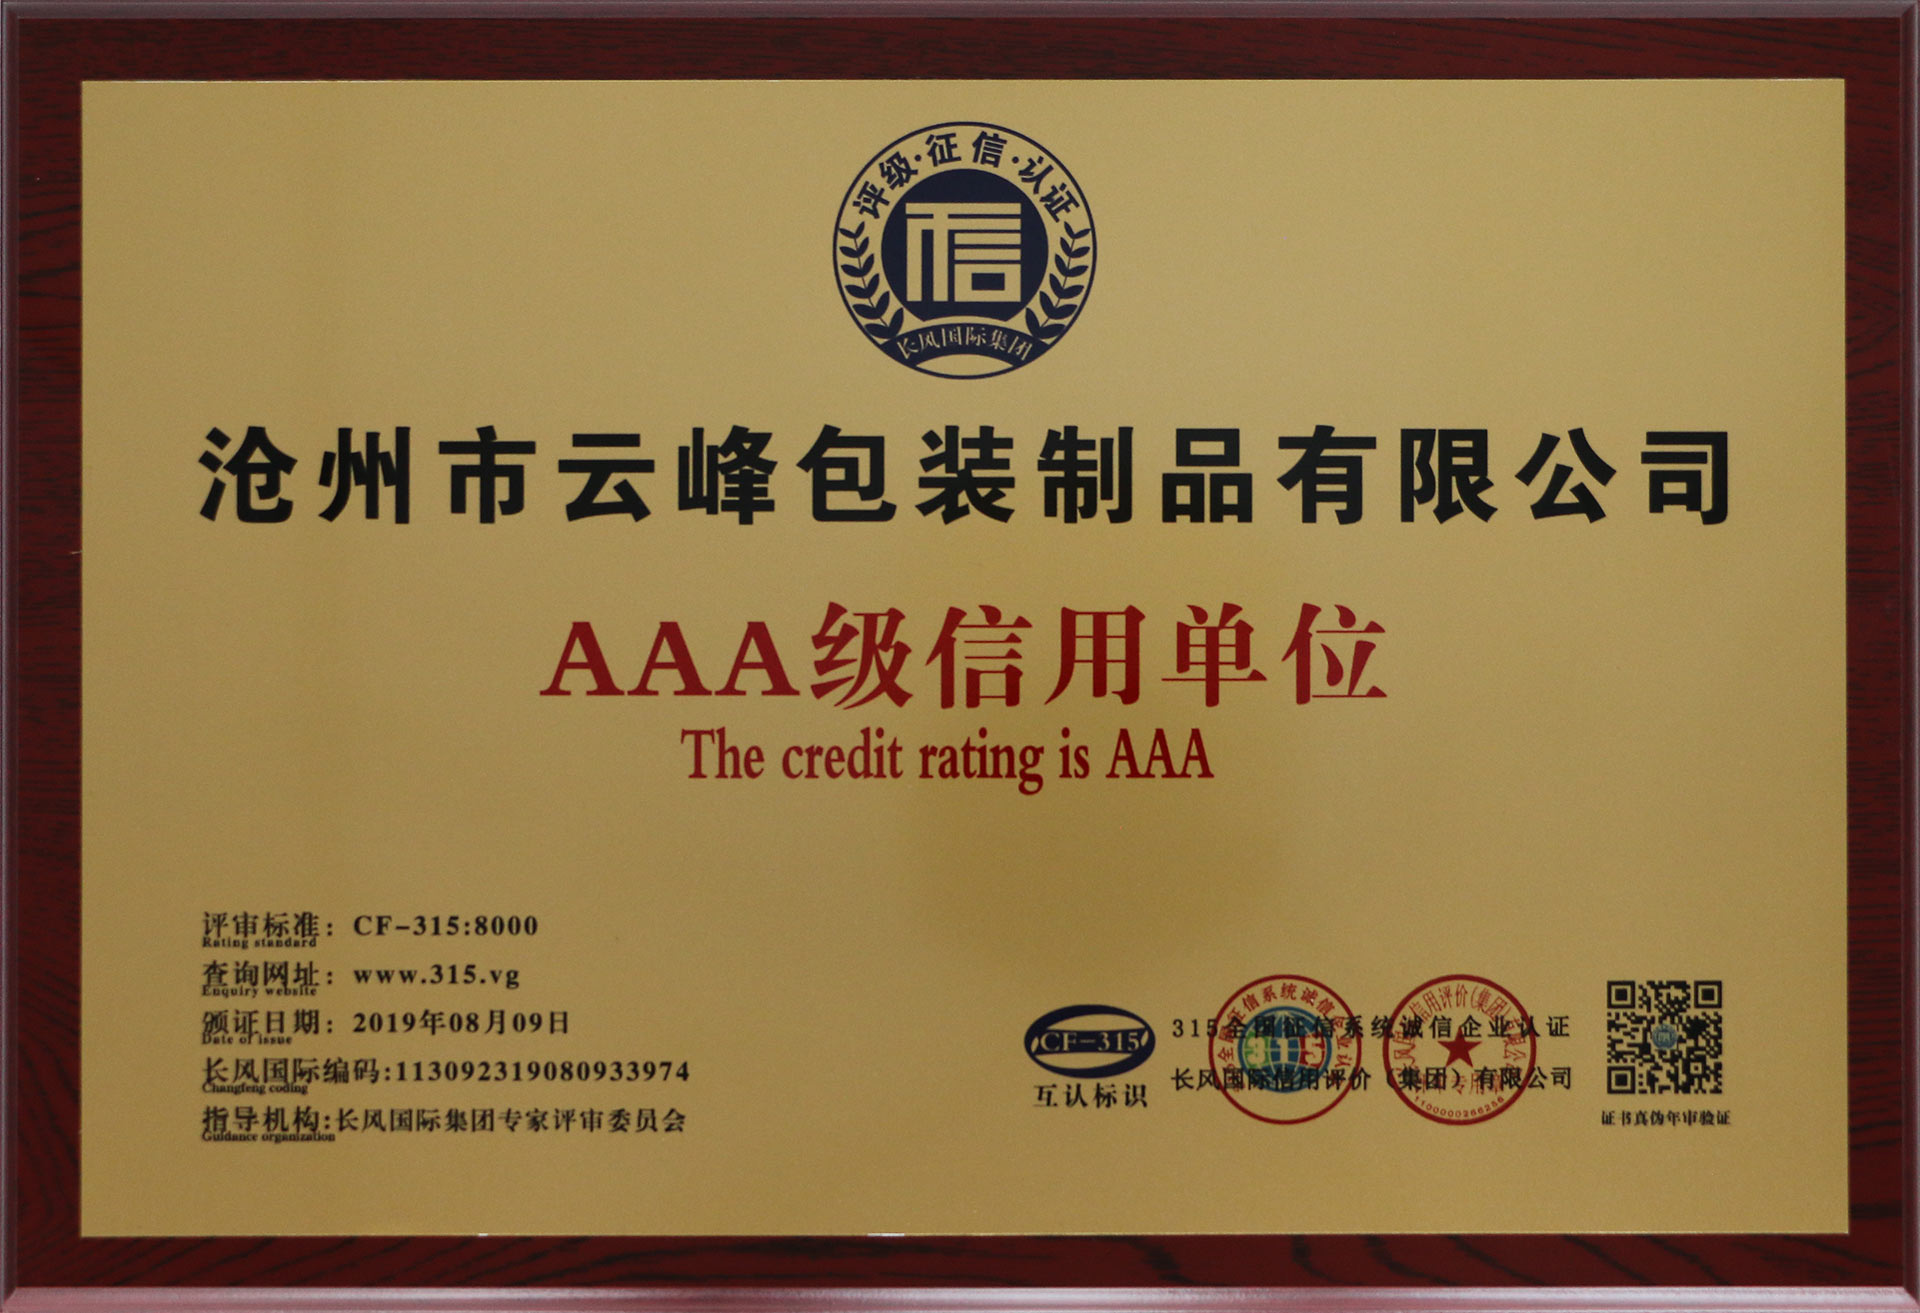 评级·征信·认证
信
长风国际集团
沧州市云峰包装制品有限公司
AAA级信用单位
The credit rating is AAA
评审标准：CF-315:8000
Rating standard
查询网址：www.315.vg
Enquiry website
颁证日期：2019年08月09日
Date of issue
长风国际编码:113092319080933974
Changfeng coding
指导机构:长风国际集团专家评审委员会
Guidance organization
CF-315
互认标识
315全国征信系统诚信企业认证
长风国际信用评价（集团）有限公司
315
1100000266256
证书真伪年审验证